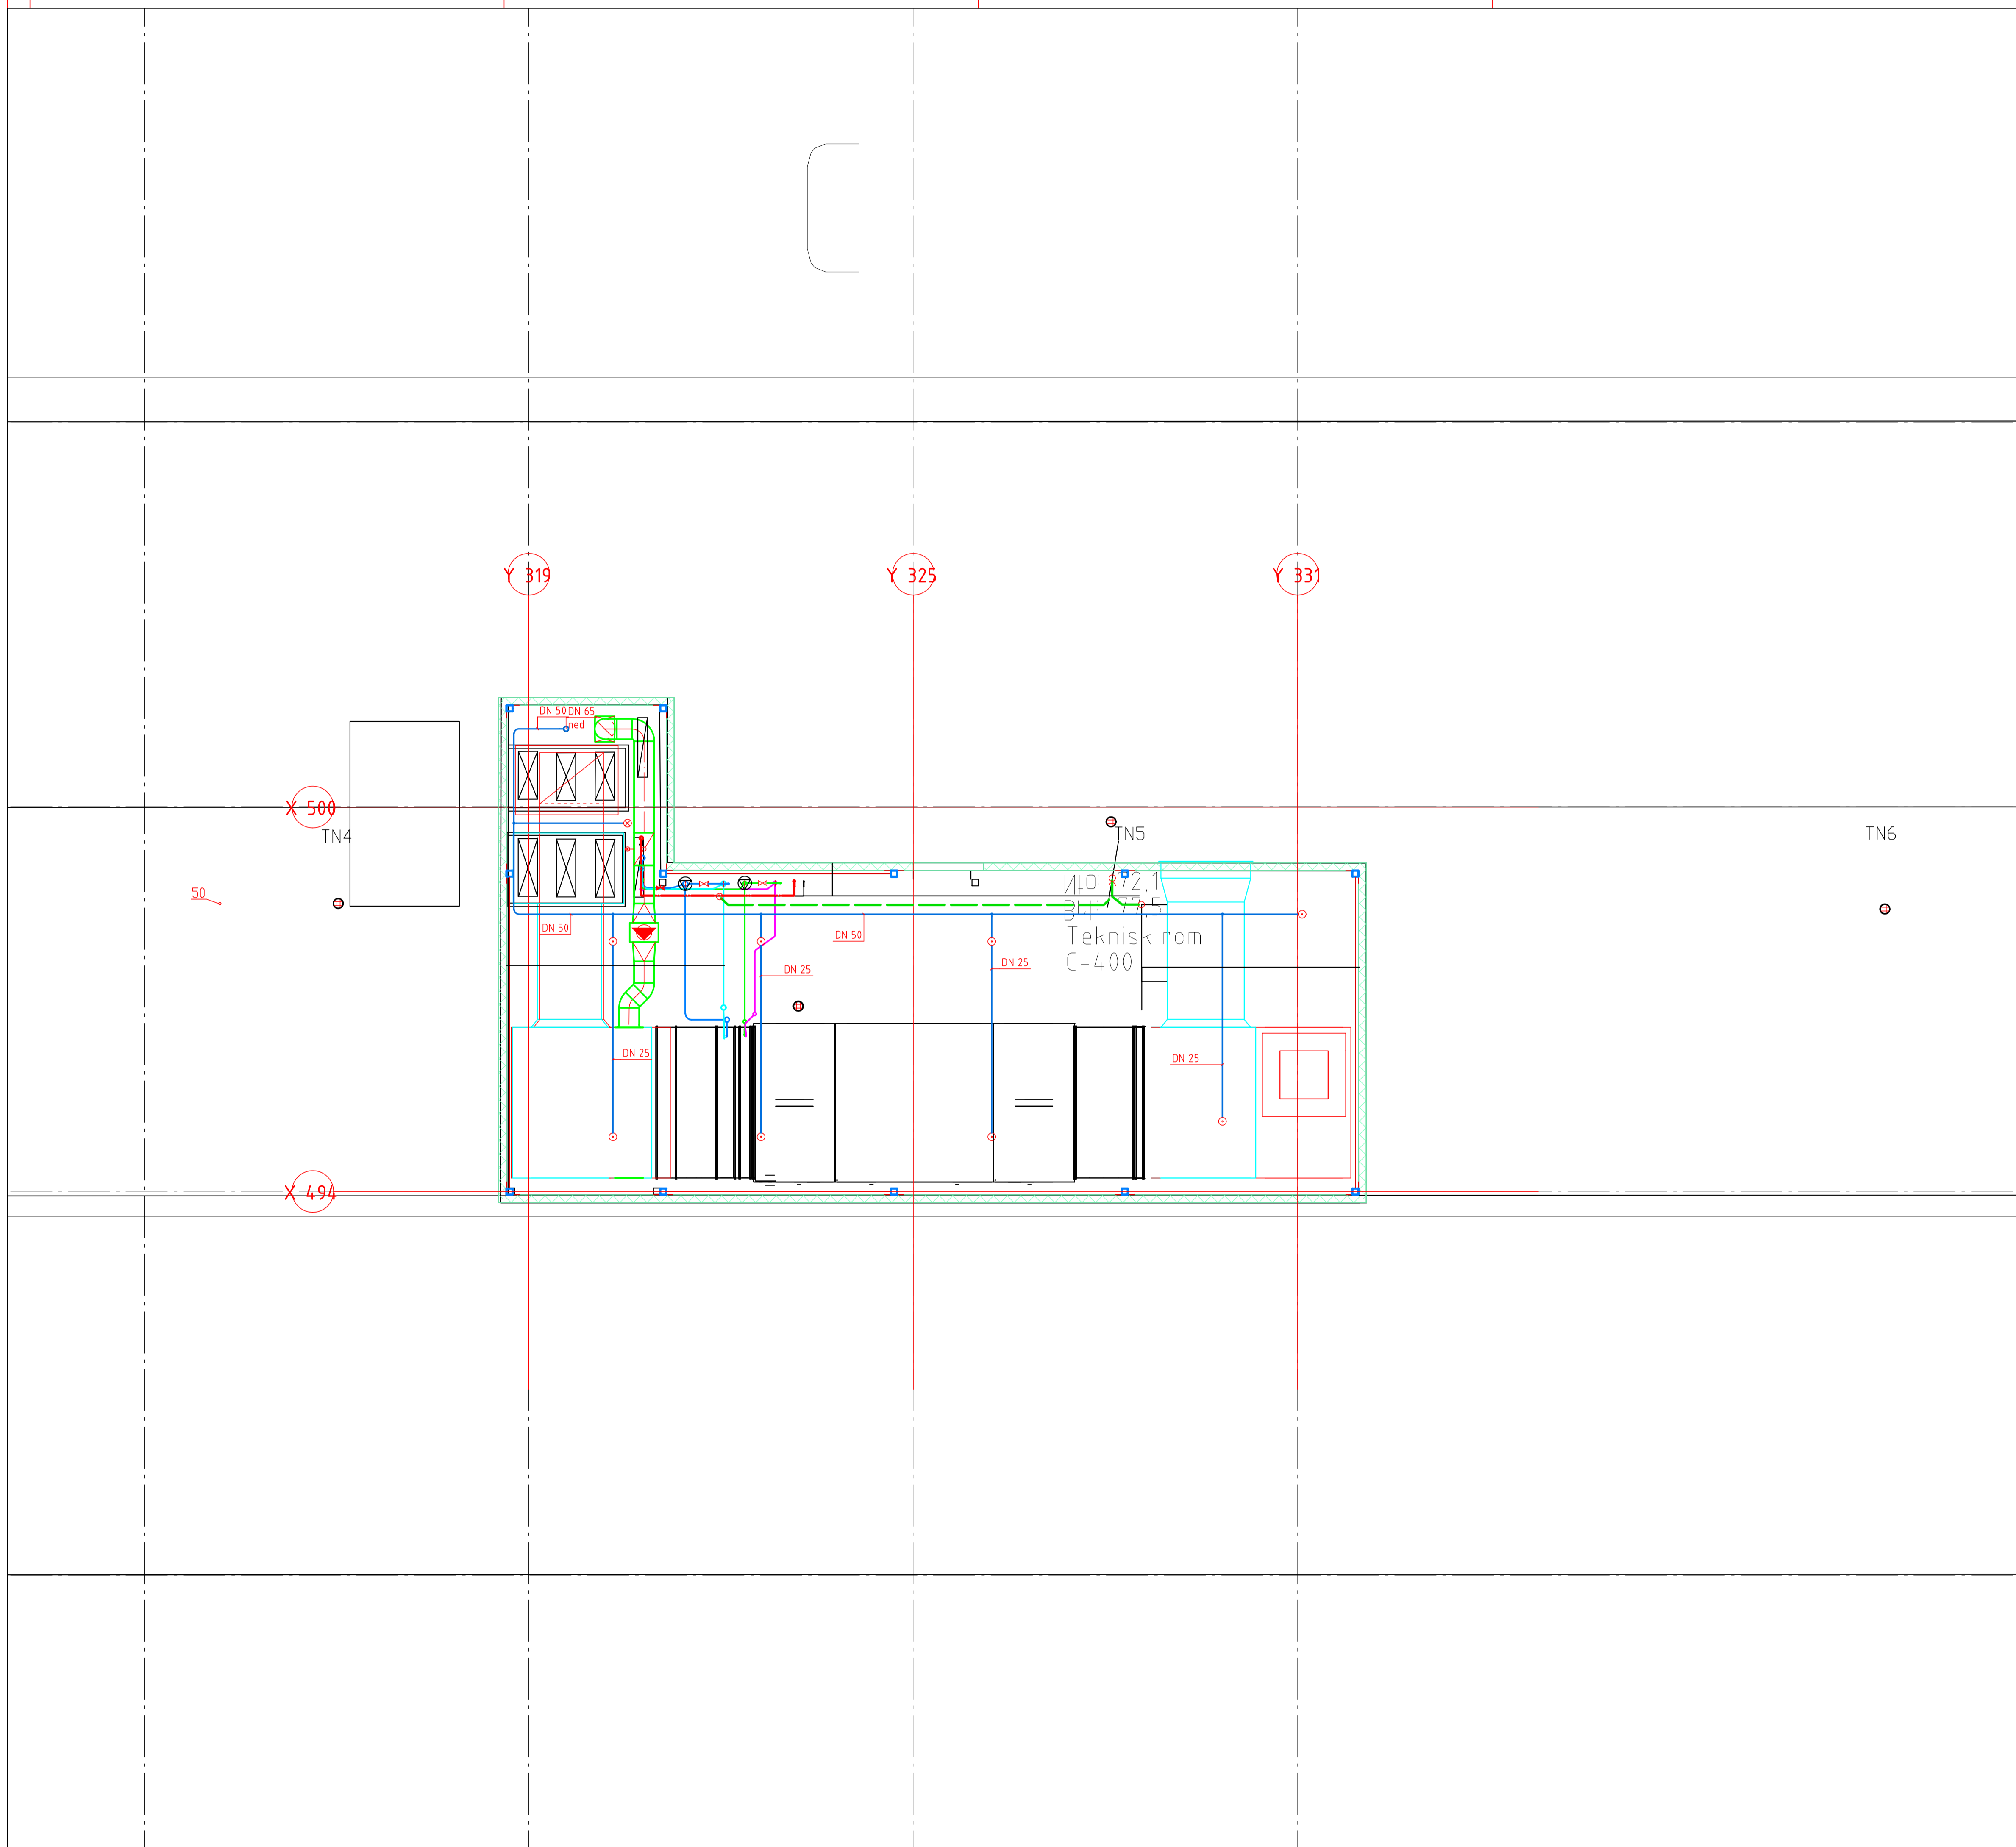 Y 319
Y 325
Y 331
DN 50
DN 65
ned
X 500
TN4
TN5
TN6
50
DN 50
DN 50
Teknisk rom
C-400
DN 25
DN 25
DN 25
DN 25
X 494